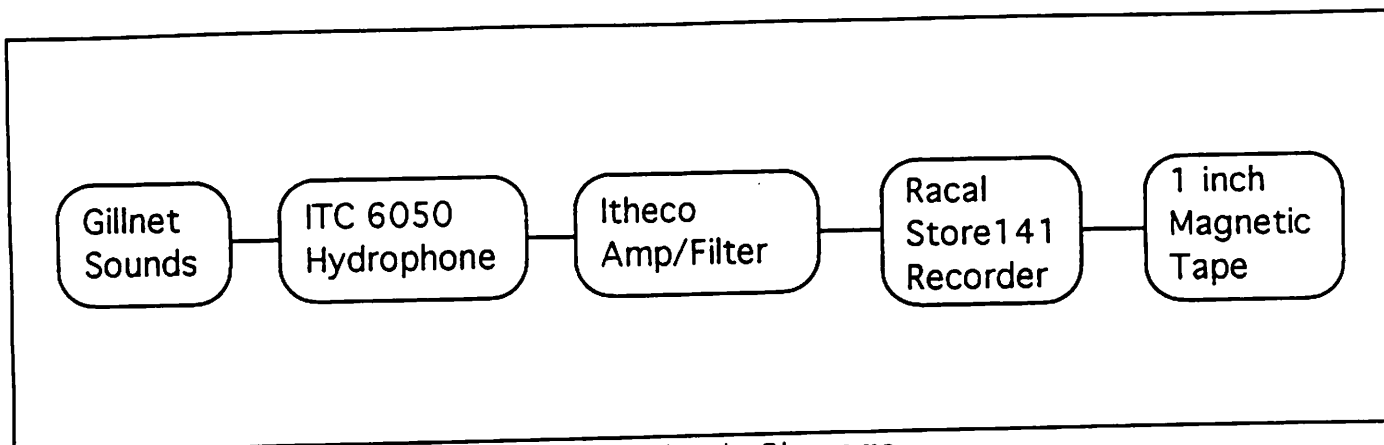 Gillnet
Sounds
ITC 6050
Hydrophone
Itheco
Amp/Filter
Racal
Store141
Recorder
1 inch
Magnetic
Tape